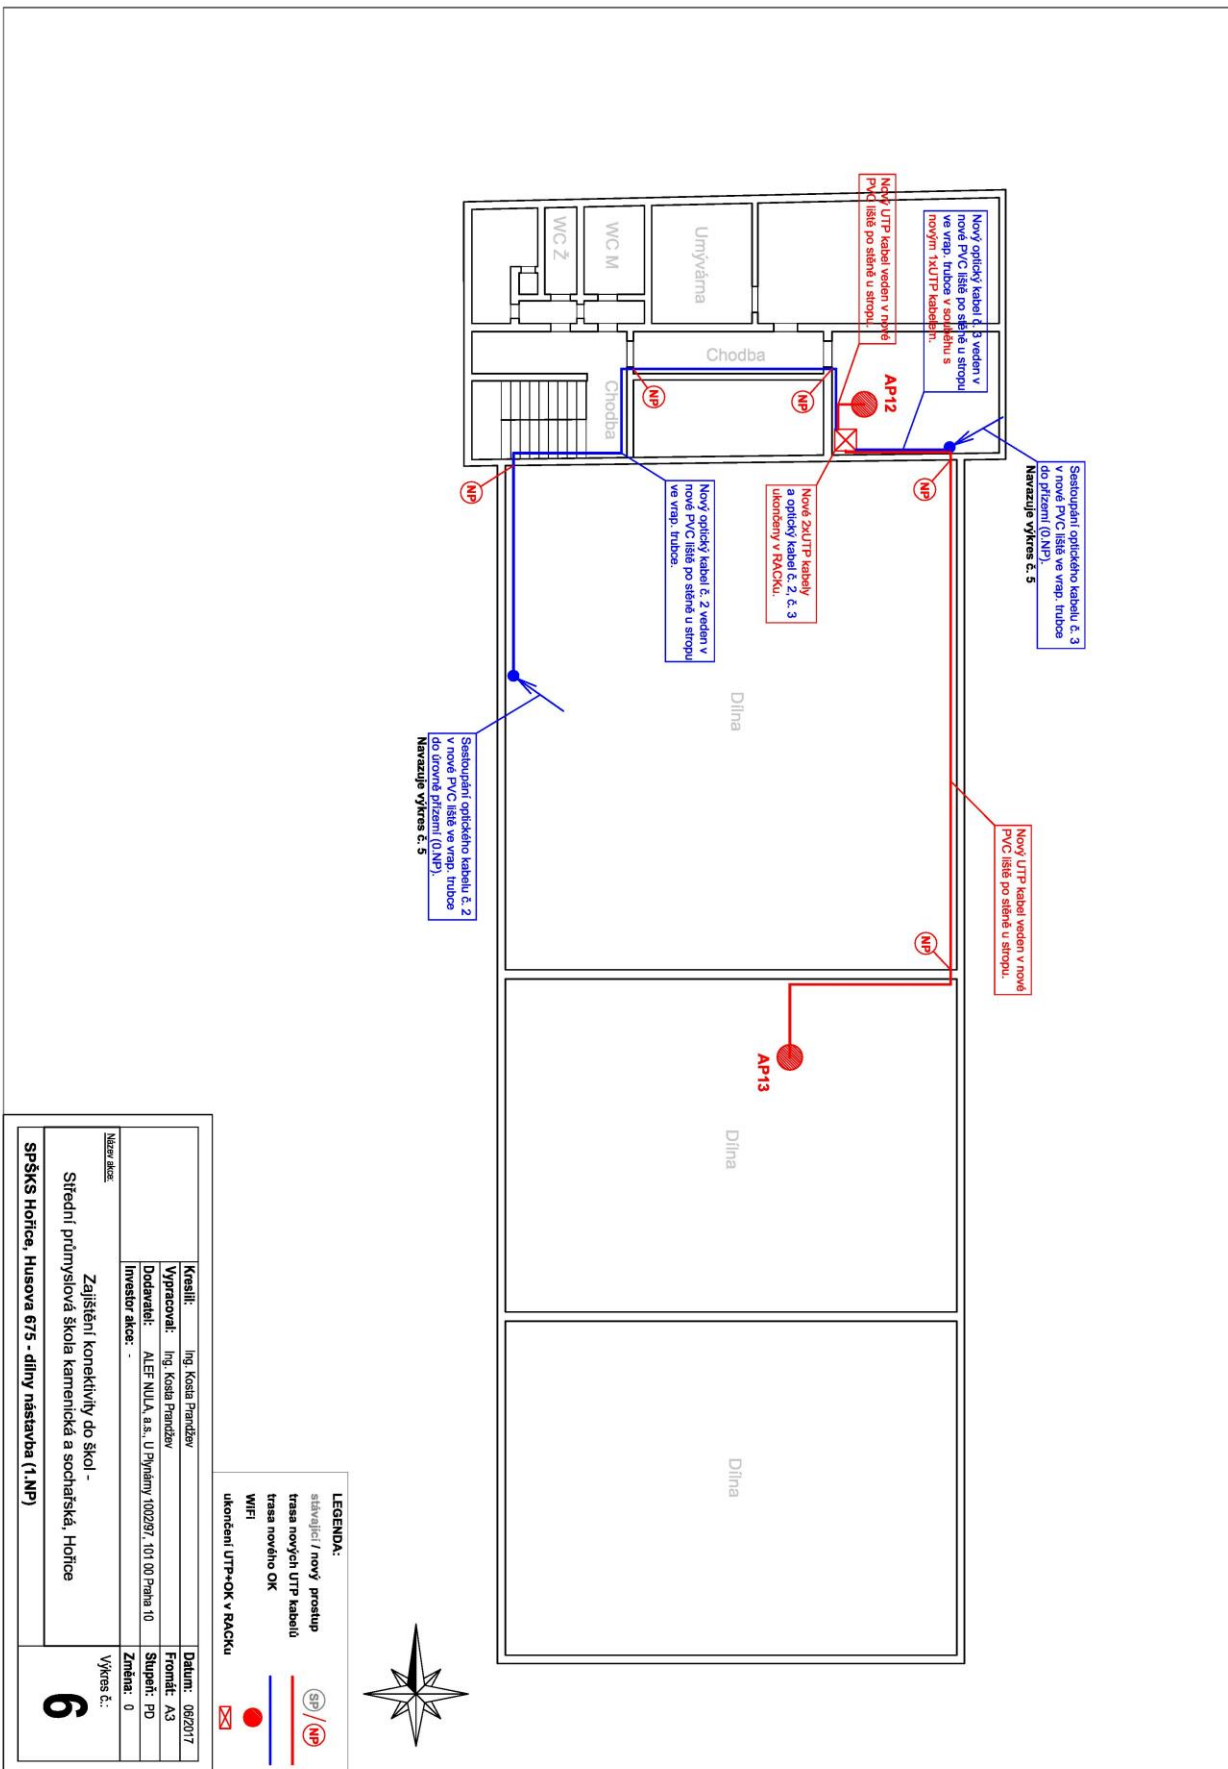 Nový UTP kabel veden v nové
PVC liště po stěně u stropu.
Nový optický kabel č. 3 veden v
nové PVC liště po stěně u stropu
ve vrap. trubce v souběhu s
novým 1xUTP kabelem.
Sestoupání optického kabelu č. 3
v nové PVC liště ve vrap. trubce
do přízemí (0.NP).
Navazuje výkres č. 5
WC Ž
WC M
Umývárna
Chodba
Chodba
AP12
NP
NP
NP
NP
Nové 2xUTP kabely
a optický kabel č. 2, č. 3
ukončeny v RACKu.
Nový optický kabel č. 2 veden v
nové PVC liště po stěně u stropu
ve vrap. trubce.
Dílna
Sestoupání optického kabelu č. 2
v nové PVC liště ve vrap. trubce
do úrovně přízemí (0.NP).
Navazuje výkres č. 5
Nový UTP kabel veden v nové
PVC liště po stěně u stropu.
NP
AP13
Dílna
Dílna
LEGENDA:
stávající / nový prostup
SP / NP
trasa nových UTP kabelů
trasa nového OK
WIFI
ukončení UTP+OK v RACKu
Kreslil: Ing. Kosta Prandžev
Datum: 06/2017
Vypracoval: Ing. Kosta Prandžev
Fromát: A3
Dodavatel: ALEF NULA, a.s., U Plynárny 1002/97, 101 00 Praha 10
Stupeň: PD
Investor akce: -
Změna: 0
Název akce:
Zajištění konektivity do škol -
Střední průmyslová škola kamenická a sochařská, Hořice
Výkres č.:
6
SPŠKS Hořice, Husova 675 - dílny nástavba (1.NP)